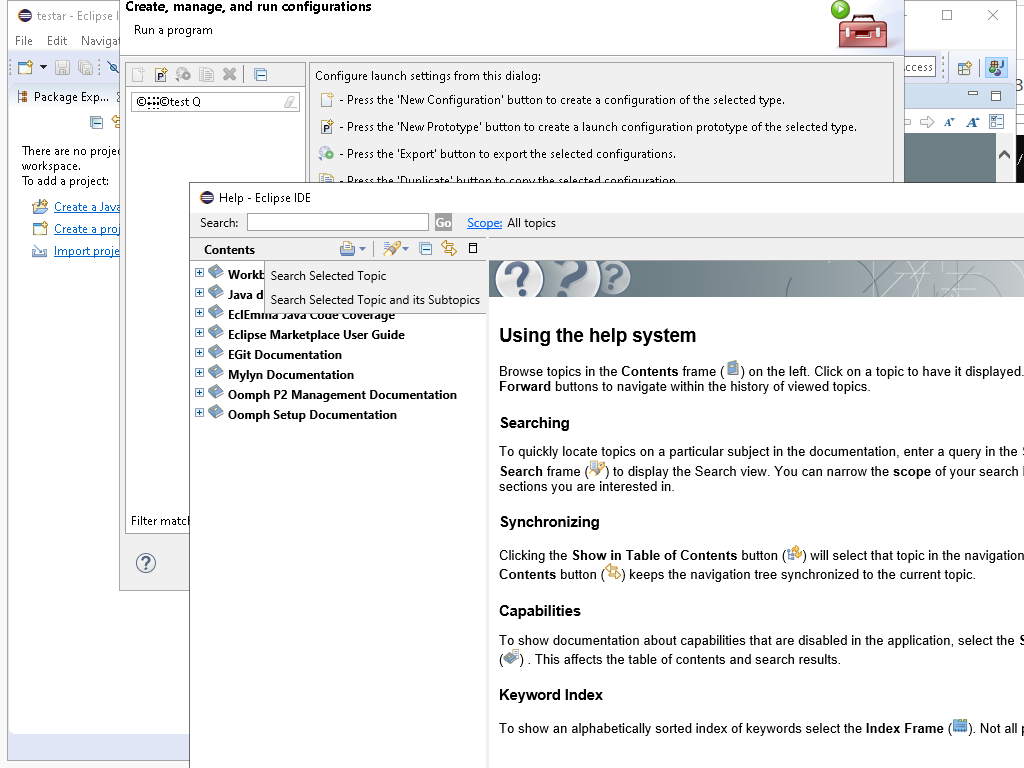 testar - Eclipse I
Create, manage, and run configurations
Run a program
File Edit
Package Exp...
©
©test Q
Configure launch settings from this dialog:
- Press the 'New Configuration' button to create a configuration of the selected type.
- Press the 'New Prototype' button to create a launch configuration prototype of the selected type.
- Press the 'Export' button to export the selected configurations.
- Press the 'Duplicate' button to copy the selected configuration.
There are no
workspace.
To add a project:
Create a Java
Create a
Import
Filter
Help - Eclipse IDE
Search:
Go
Scope: All topics
Contents
Search Selected Topic
Search Selected Topic and its Subtopics
Java
EclEmma Java Code Coverage
Eclipse Marketplace User Guide
EGit Documentation
Mylyn Documentation
Oomph P2 Management Documentation
Oomph Setup Documentation
Using the help system
Browse topics in the Contents frame ( ) on the left. Click on a topic to have it displayed.
Forward buttons to navigate within the history of viewed topics.
Searching
To quickly locate topics on a particular subject in the documentation, enter a query in the
Search frame ( ) to display the Search view. You can narrow the scope of your search
sections you are interested in.
Synchronizing
Clicking the Show in Table of Contents button ( ) will select that topic in the navigation
Contents button ( ) keeps the navigation tree synchronized to the current topic.
Capabilities
To show documentation about capabilities that are disabled in the application, select the
( ) . This affects the table of contents and search results.
Keyword Index
To show an alphabetically sorted index of keywords select the Index Frame ( ). Not all